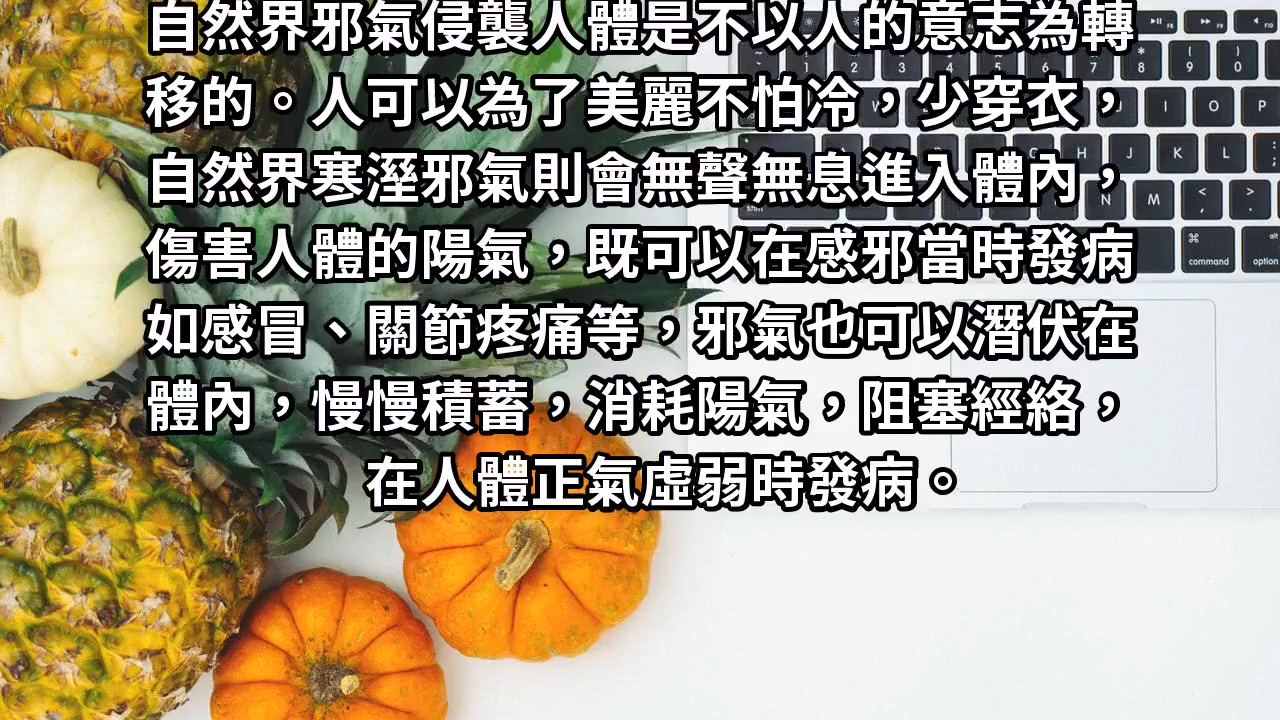 自然界邪氣侵襲人體是不以人的意志為轉
移的。人可以為了美麗不怕冷，少穿衣，
自然界寒溼邪氣則會無聲無息進入體內，
傷害人體的陽氣，既可以在感邪當時發病
如感冒、關節疼痛等，邪氣也可以潛伏在
體內，慢慢積蓄，消耗陽氣，阻塞經絡，
在人體正氣虛弱時發病。
command
option
alt
shift